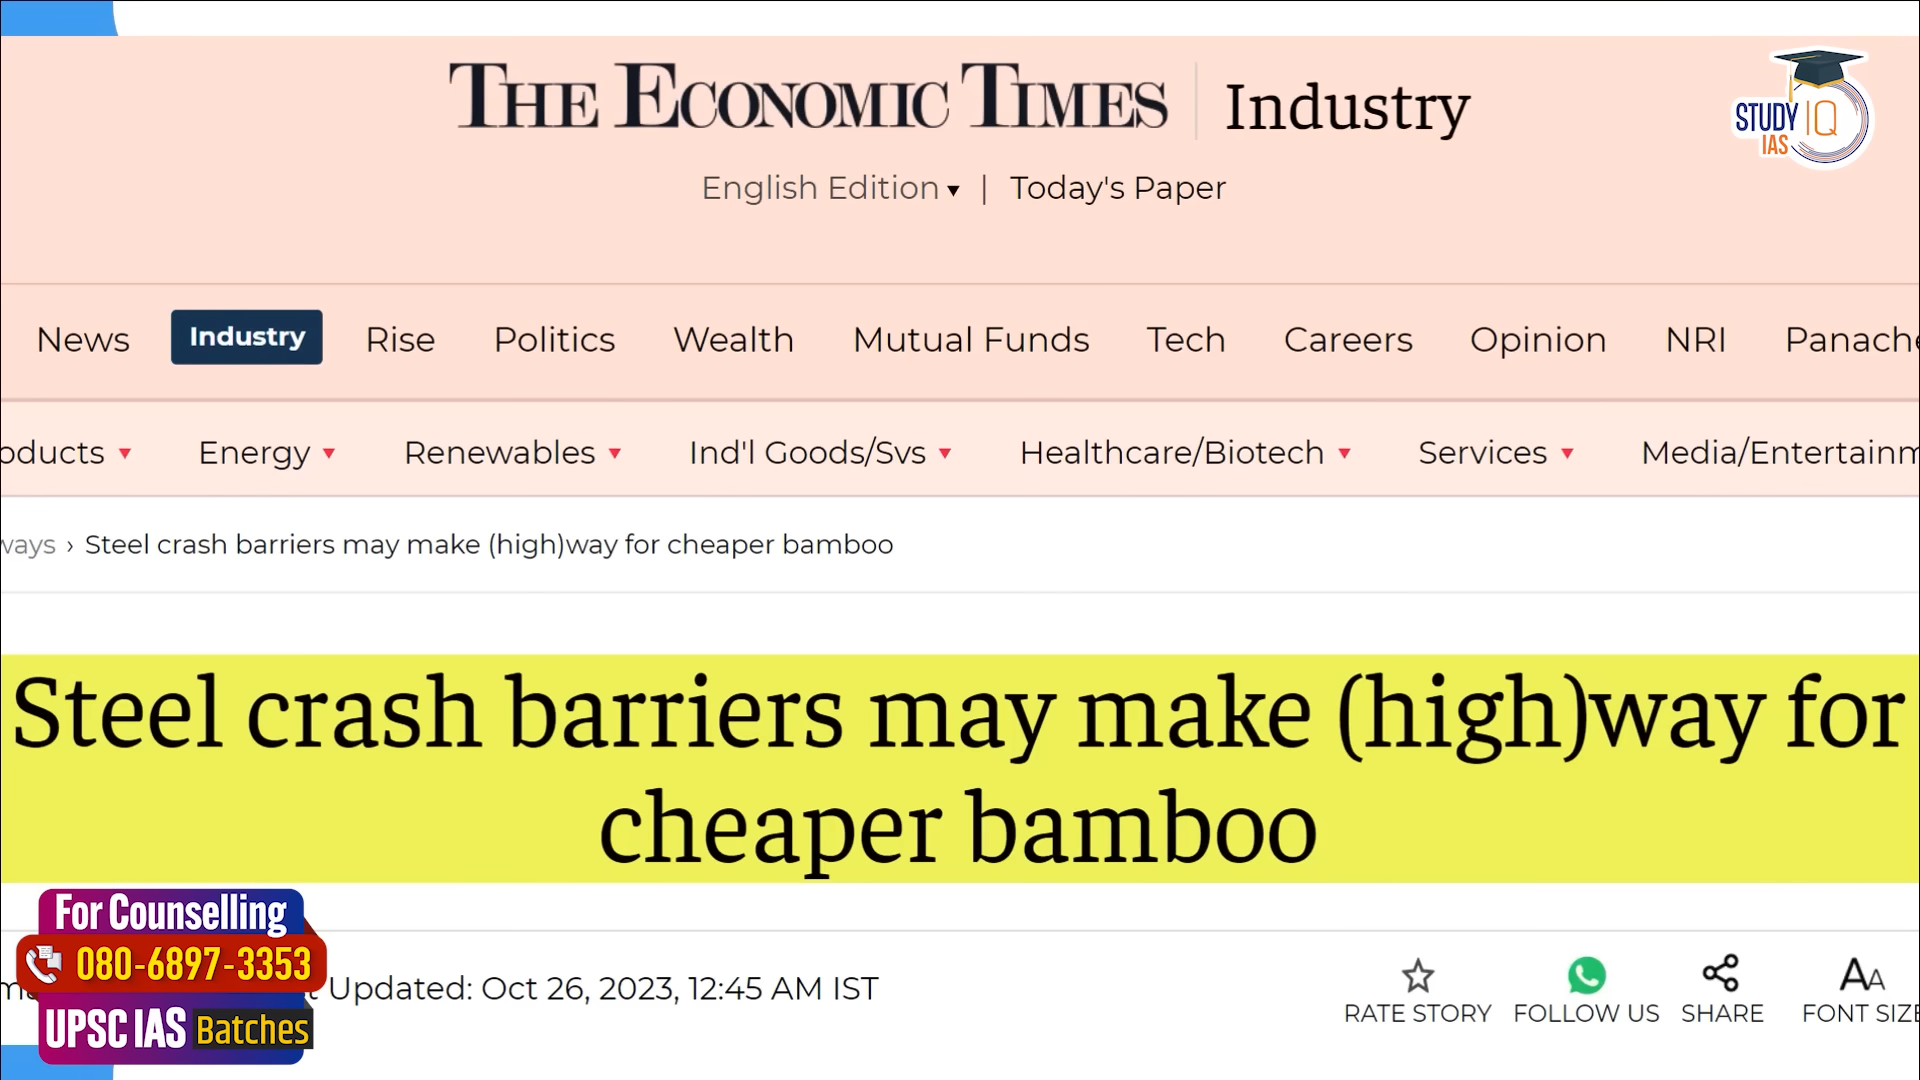 THE ECONOMIC TIMES | Industry
STUDY IQ
IAS
English Edition ▾ | Today's Paper
News Industry Rise Politics Wealth Mutual Funds Tech Careers Opinion NRI Panache
oducts Energy Renewables Ind'l Goods/Svs Healthcare/Biotech Services Media/Entertainm
ways › Steel crash barriers may make (high)way for cheaper bamboo
Steel crash barriers may make (high)way for
cheaper bamboo
For Counselling
080-6897-3353
UPSC IAS Batches
Updated: Oct 26, 2023, 12:45 AM IST
RATE STORY FOLLOW US SHARE FONT SIZE